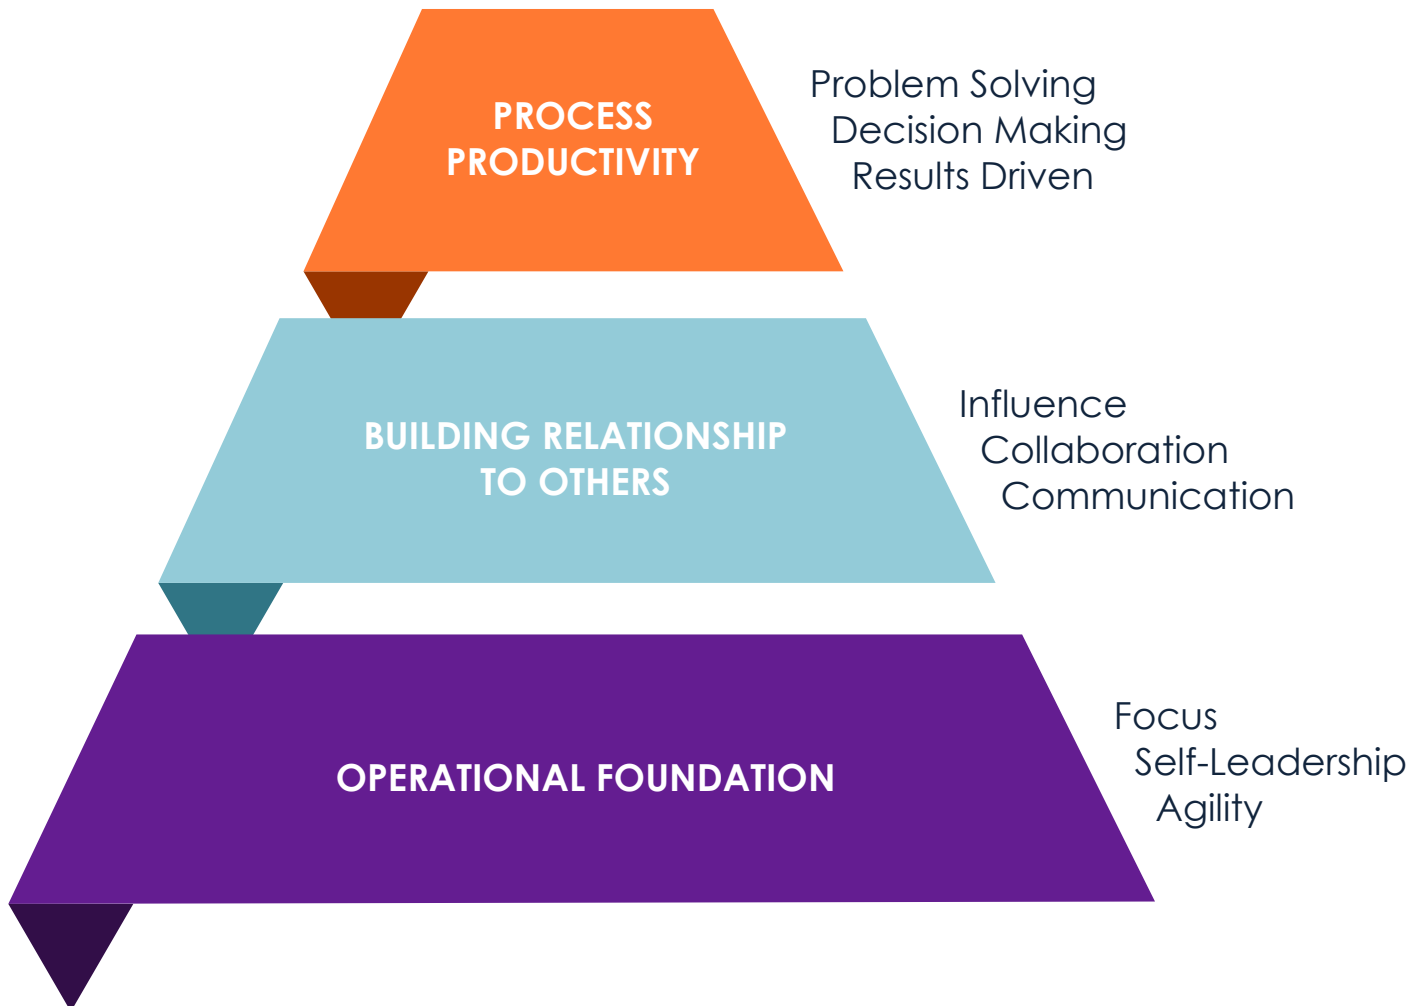 PROCESS
PRODUCTIVITY
Problem Solving
Decision Making
Results Driven
BUILDING RELATIONSHIP
TO OTHERS
Influence
Collaboration
Communication
OPERATIONAL FOUNDATION
Focus
Self-Leadership
Agility